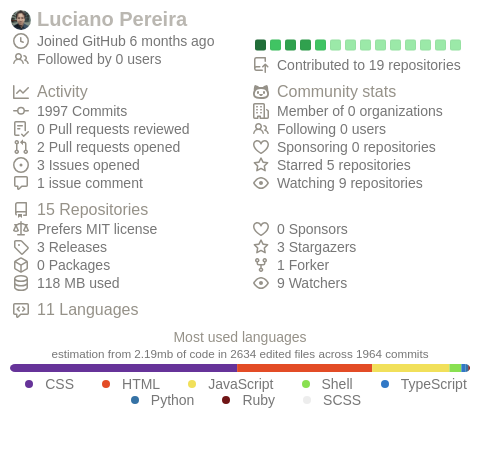 Luciano Pereira
Joined GitHub 6 months ago
Followed by 0 users
Contributed to 19 repositories
Activity
1997 Commits
0 Pull requests reviewed
2 Pull requests opened
3 Issues opened
1 issue comment
Community stats
Member of 0 organizations
Following 0 users
Sponsoring 0 repositories
Starred 5 repositories
Watching 9 repositories
15 Repositories
Prefers MIT license
3 Releases
0 Packages
118 MB used
0 Sponsors
3 Stargazers
1 Forker
9 Watchers
11 Languages
Most used languages
estimation from 2.19mb of code in 2634 edited files across 1964 commits
CSS HTML JavaScript Shell TypeScript
Python Ruby SCSS